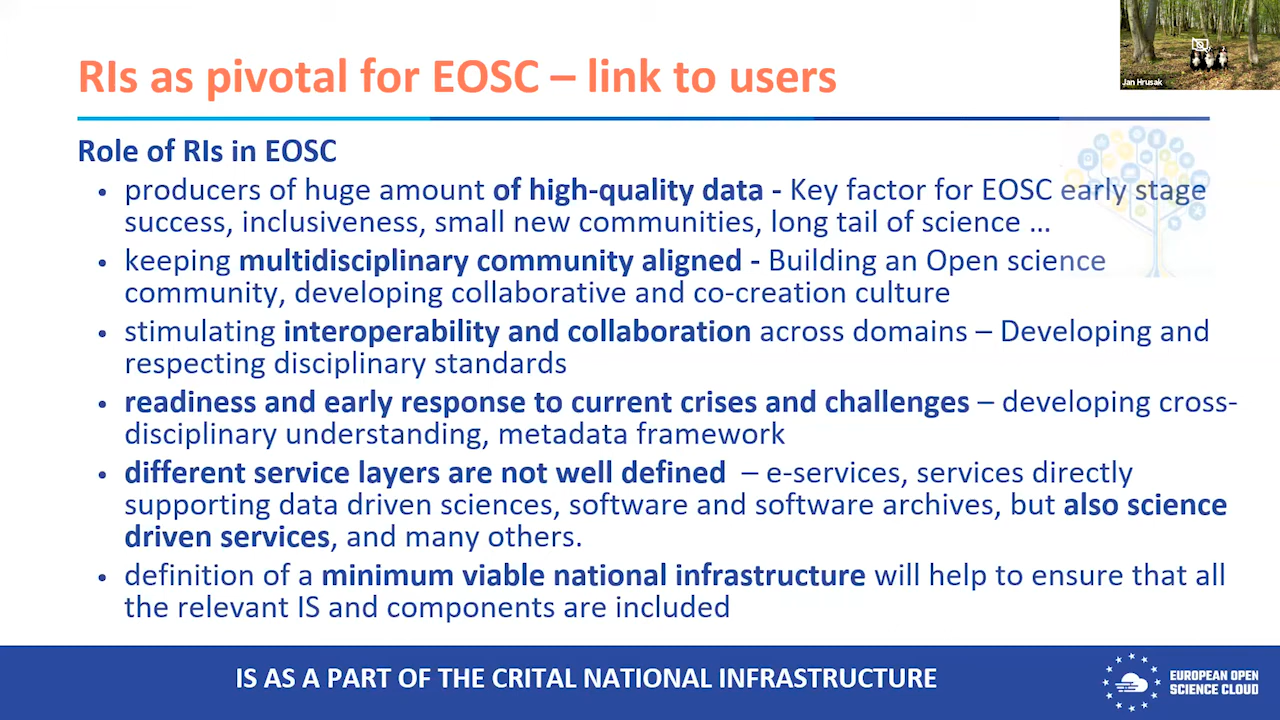 RIs as pivotal for EOSC – link to users
Jan Hrusak
Role of RIs in EOSC
• producers of huge amount of high-quality data - Key factor for EOSC early stage
success, inclusiveness, small new communities, long tail of science …
• keeping multidisciplinary community aligned - Building an Open science
community, developing collaborative and co-creation culture
• stimulating interoperability and collaboration across domains – Developing and
respecting disciplinary standards
• readiness and early response to current crises and challenges – developing cross-
disciplinary understanding, metadata framework
• different service layers are not well defined – e-services, services directly
supporting data driven sciences, software and software archives, but also science
driven services, and many others.
• definition of a minimum viable national infrastructure will help to ensure that all
the relevant IS and components are included
IS AS A PART OF THE CRITAL NATIONAL INFRASTRUCTURE
EUROPEAN OPEN
SCIENCE CLOUD